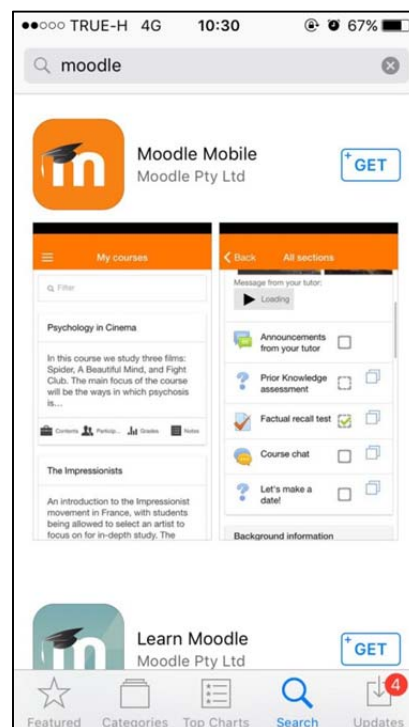 TRUE-H 4G 10:30 67%
moodle
m
Moodle Mobile
Moodle Pty Ltd
+GET
My courses
Filter
Psychology in Cinema
In this course we study three films:
Spider, A Beautiful Mind, and Fight
Club. The main focus of the course
will be the ways in which psychosis
is...
Contents Particip... Grades Notes
The Impressionists
An introduction to the Impressionist
movement in France, with students
being allowed to select an artist to
focus on for in-depth study. The
Back All sections
Message from your tutor:
Loading
Announcements
from your tutor
Prior Knowledge
assessment
Factual recall test
Course chat
Let's make a
date!
Background information
m
Learn Moodle
Moodle Pty Ltd
+GET
4
Featured Categories Top Charts Search Updates